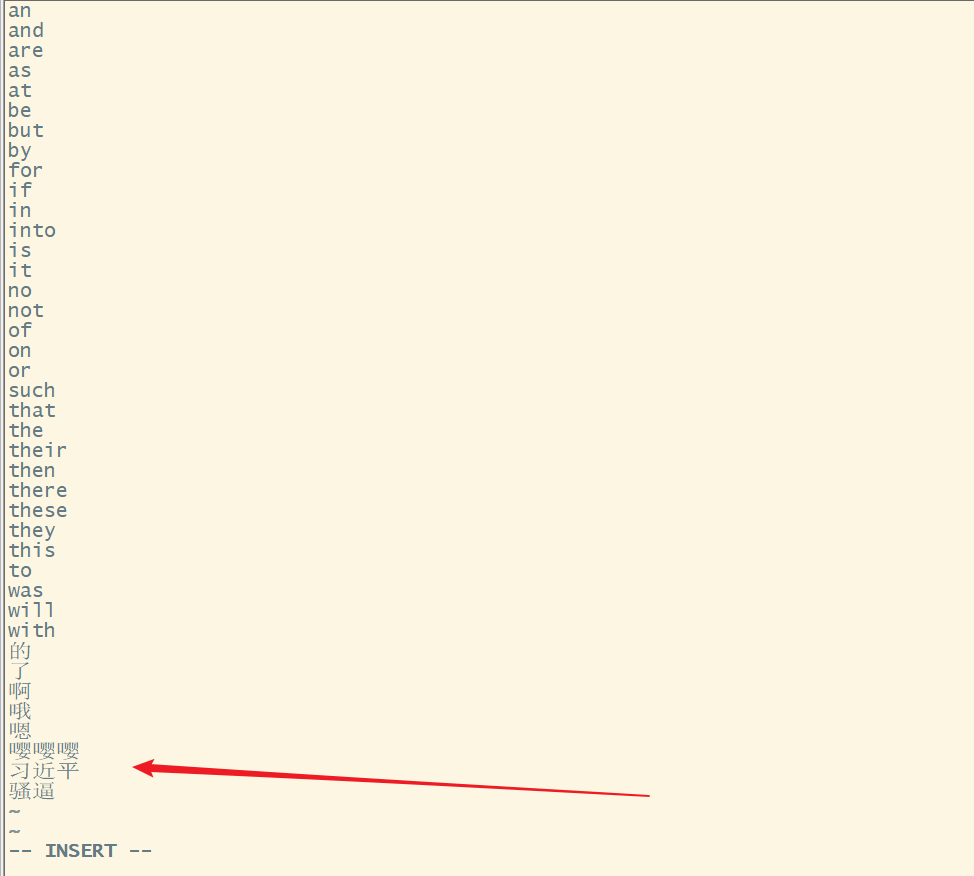 an
and
are
as
at
be
but
by
for
if
in
into
is
it
no
not
of
on
or
such
that
the
their
then
there
these
they
this
to
was
will
with
的
了
啊
哦
嗯
嘤嘤嘤
习近平
骚逼
~
~
-- INSERT --